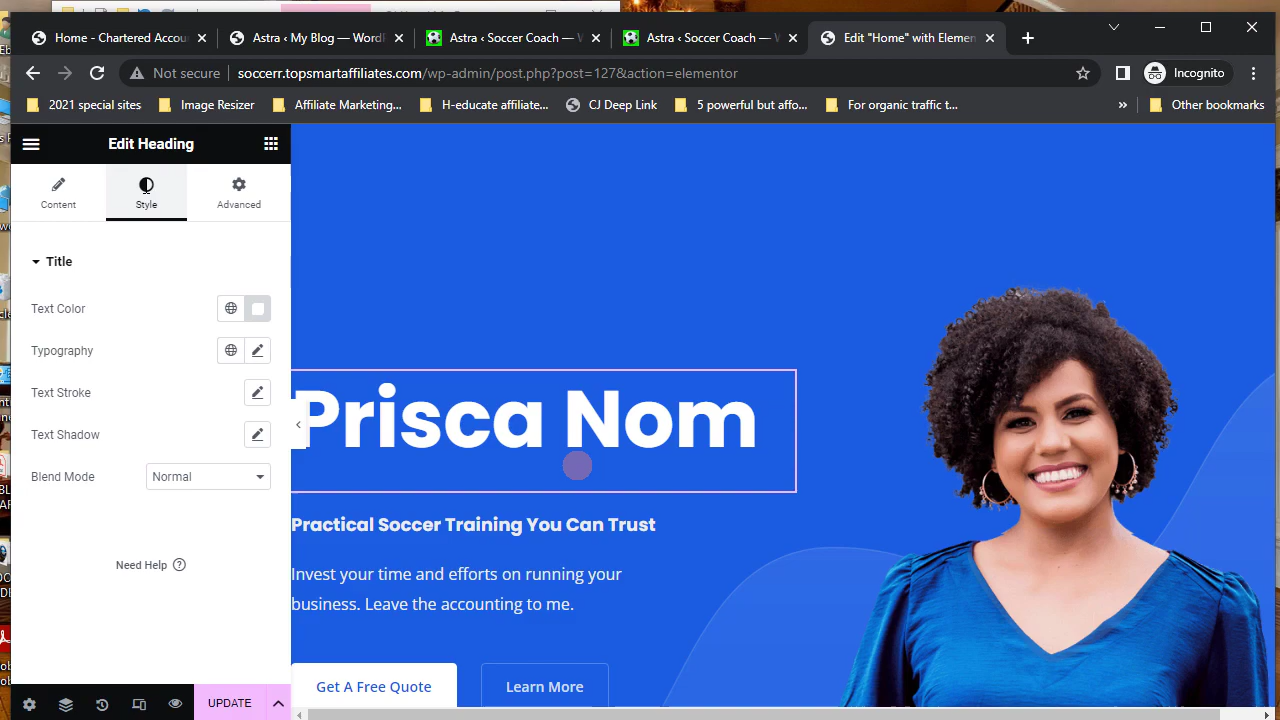 Home - Chartered Accou
Astra ‹ My Blog — Word
Astra ‹ Soccer Coach — W
Astra ‹ Soccer Coach — W
Edit "Home" with Elemen
Not secure
soccerr.topsmartaffiliates.com/wp-admin/post.php?post=127&action=elementor
Incognito
2021 special sites
Image Resizer
Affiliate Marketing...
H-educate affiliate...
CJ Deep Link
5 powerful but affo...
For organic traffic t...
»
Other bookmarks
Edit Heading
Content
Style
Advanced
Title
Text Color
Typography
Text Stroke
Text Shadow
Blend Mode
Normal
Need Help
UPDATE
Prisca Nom
Practical Soccer Training You Can Trust
Invest your time and efforts on running your
business. Leave the accounting to me.
Get A Free Quote
Learn More